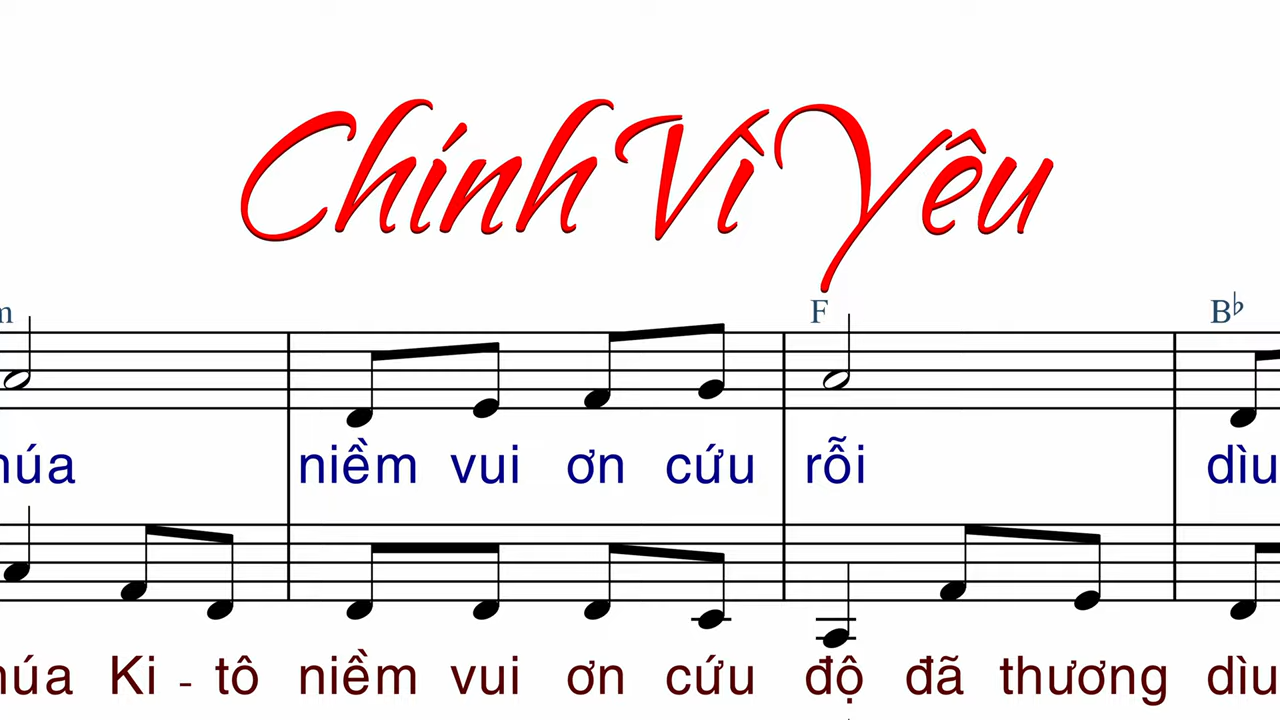 Chính Vì Yêu
m F B♭
húa niềm vui ơn cứu rỗi dìu
húa Ki - tô niềm vui ơn cứu độ đã thương dìu